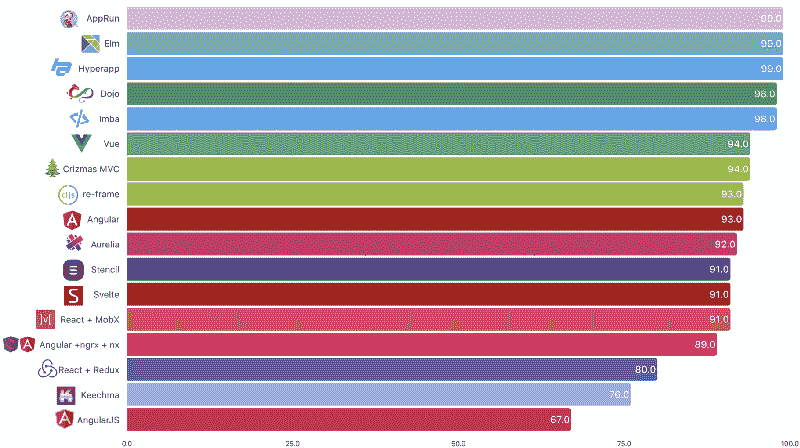 AppRun 99.0
Elm 99.0
Hyperapp 99.0
Dojo 98.0
Imba 98.0
Vue 94.0
Crizmas MVC 94.0
cljs re-frame 93.0
Angular 93.0
Aurelia 92.0
Stencil 91.0
S Svelte 91.0
[M] React + MobX 91.0
Angular +ngrx + nx 89.0
React + Redux 80.0
Keechma 76.0
AngularJS 67.0
0.0 25.0 50.0 75.0 100.0